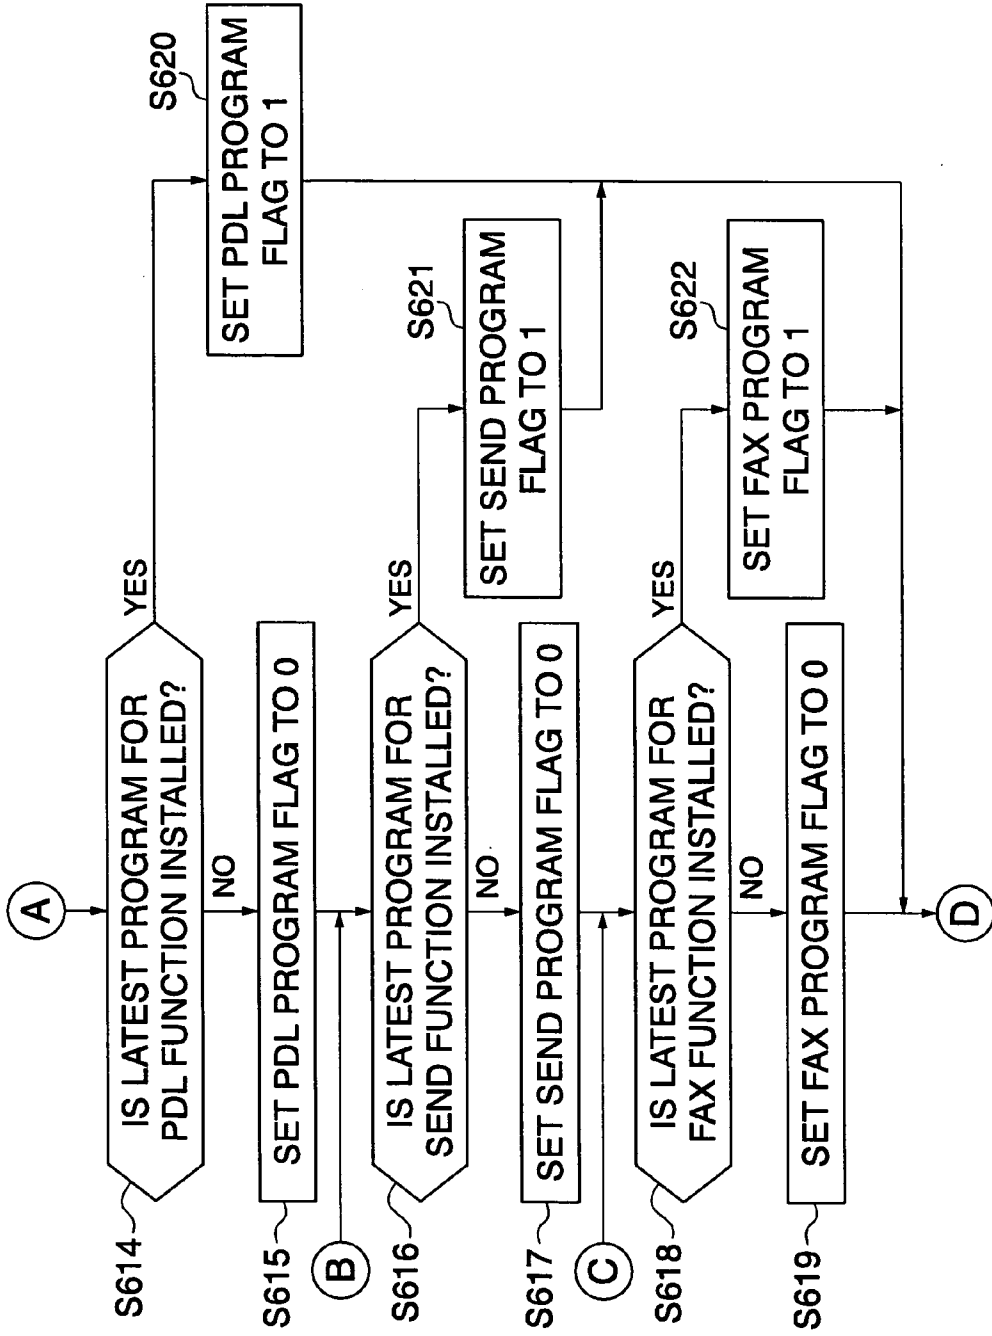 A
S614
IS LATEST PROGRAM FOR
PDL FUNCTION INSTALLED?
YES
NO
S620
SET PDL PROGRAM
FLAG TO 1
S615
SET PDL PROGRAM FLAG TO 0
B
S616
IS LATEST PROGRAM FOR
SEND FUNCTION INSTALLED?
YES
NO
S621
SET SEND PROGRAM
FLAG TO 1
S617
SET SEND PROGRAM FLAG TO 0
C
S618
IS LATEST PROGRAM FOR
FAX FUNCTION INSTALLED?
YES
NO
S622
SET FAX PROGRAM
FLAG TO 1
S619
SET FAX PROGRAM FLAG TO 0
D